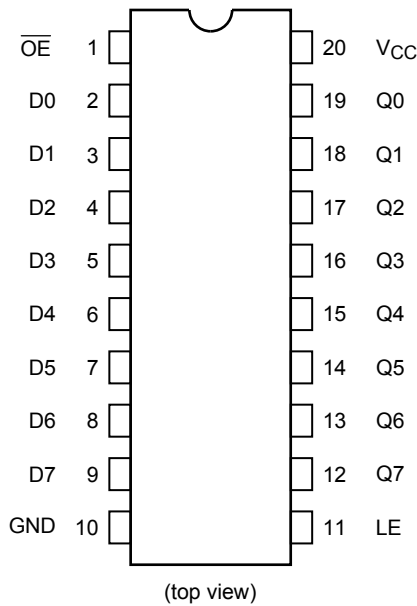 O̅E̅ 1 20 VCC
D0 2 19 Q0
D1 3 18 Q1
D2 4 17 Q2
D3 5 16 Q3
D4 6 15 Q4
D5 7 14 Q5
D6 8 13 Q6
D7 9 12 Q7
GND 10 11 LE
(top view)